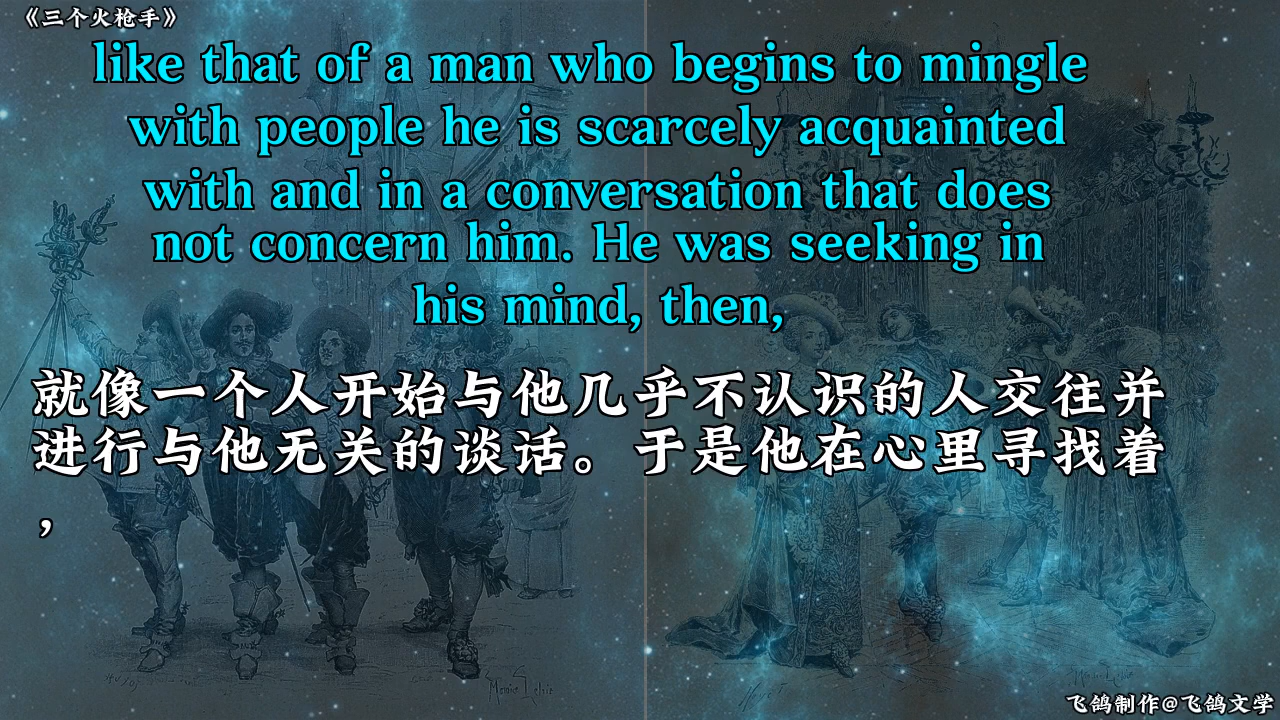 《三个火枪手》
like that of a man who begins to mingle
with people he is scarcely acquainted
with and in a conversation that does
not concern him. He was seeking in
his mind, then,
就像一个人开始与他几乎不认识的人交往并
进行与他无关的谈话。于是他在心里寻找着
，
飞鸽制作@飞鸽文学